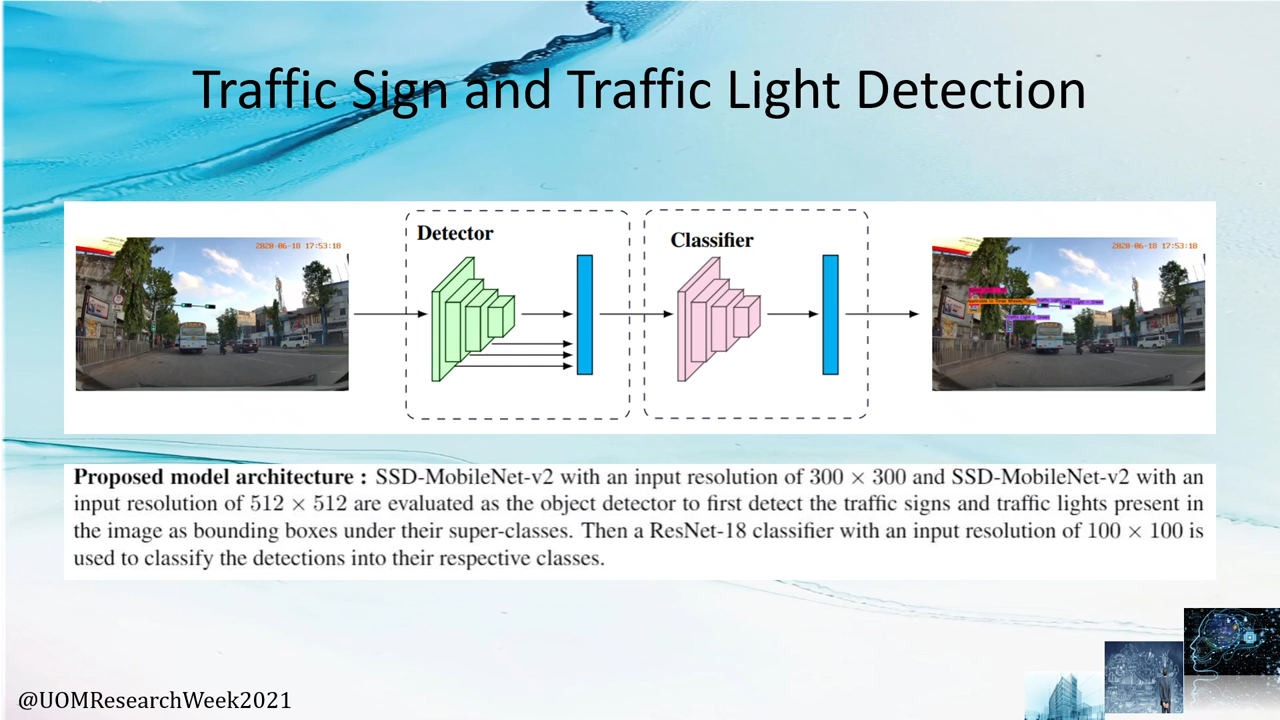 Traffic Sign and Traffic Light Detection
2020-06-18 17:53:18
Detector
Classifier
2020-06-18 17:53:18
Proposed model architecture : SSD-MobileNet-v2 with an input resolution of 300 × 300 and SSD-MobileNet-v2 with an
input resolution of 512 × 512 are evaluated as the object detector to first detect the traffic signs and traffic lights present in
the image as bounding boxes under their super-classes. Then a ResNet-18 classifier with an input resolution of 100 × 100 is
used to classify the detections into their respective classes.
@UOMResearchWeek2021